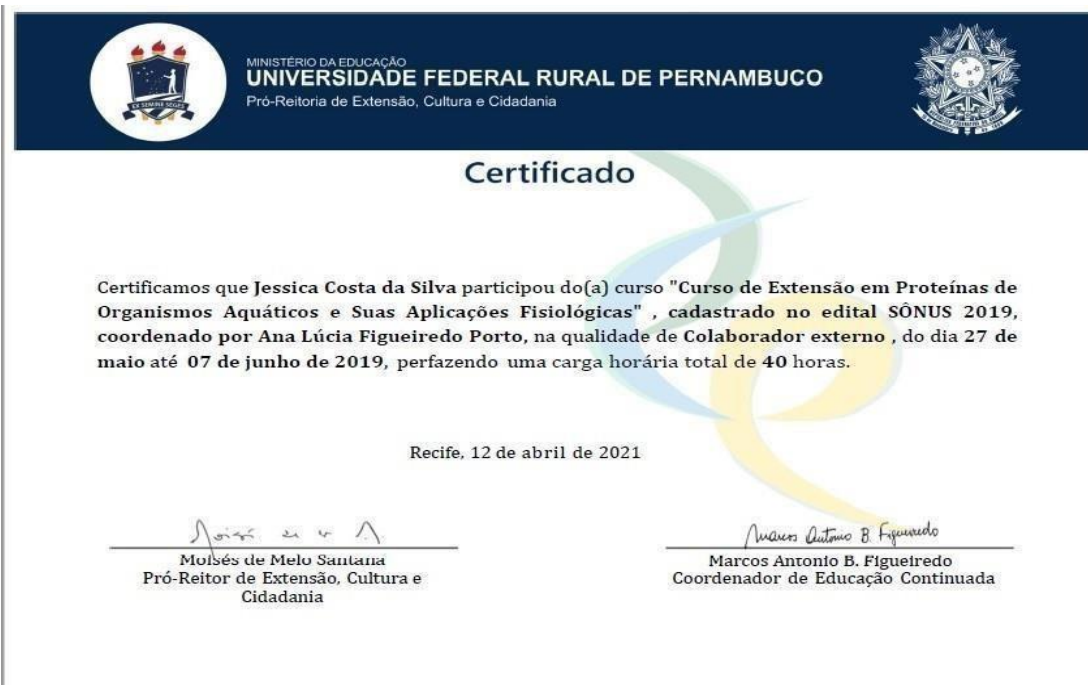 MINISTÉRIO DA EDUCAÇÃO
UNIVERSIDADE FEDERAL RURAL DE PERNAMBUCO
Pró-Reitoria de Extensão, Cultura e Cidadania
EX SEMINE SEGES
Certificado
Certificamos que Jessica Costa da Silva participou do(a) curso "Curso de Extensão em Proteínas de
Organismos Aquáticos e Suas Aplicações Fisiológicas" , cadastrado no edital SÔNUS 2019,
coordenado por Ana Lúcia Figueiredo Porto, na qualidade de Colaborador externo , do dia 27 de
maio até 07 de junho de 2019, perfazendo uma carga horária total de 40 horas.
Recife, 12 de abril de 2021
Marcos Antonio B. Figueiredo
Moisés de Melo Santana
Pró-Reitor de Extensão, Cultura e
Cidadania
Marcos Antonio B. Figueiredo
Coordenador de Educação Continuada